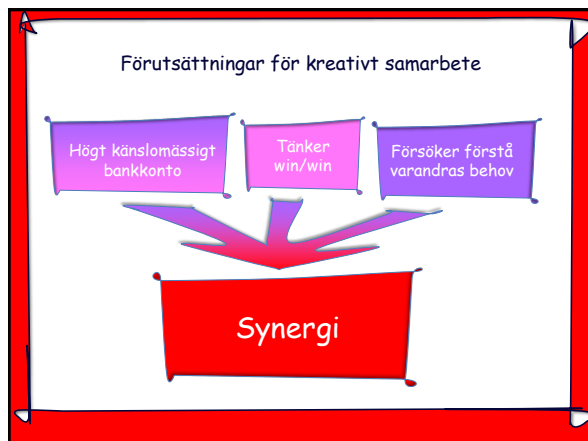 Förutsättningar för kreativt samarbete
Högt känslomässigt
bankkonto
Tänker
win/win
Försöker förstå
varandras behov
Synergi